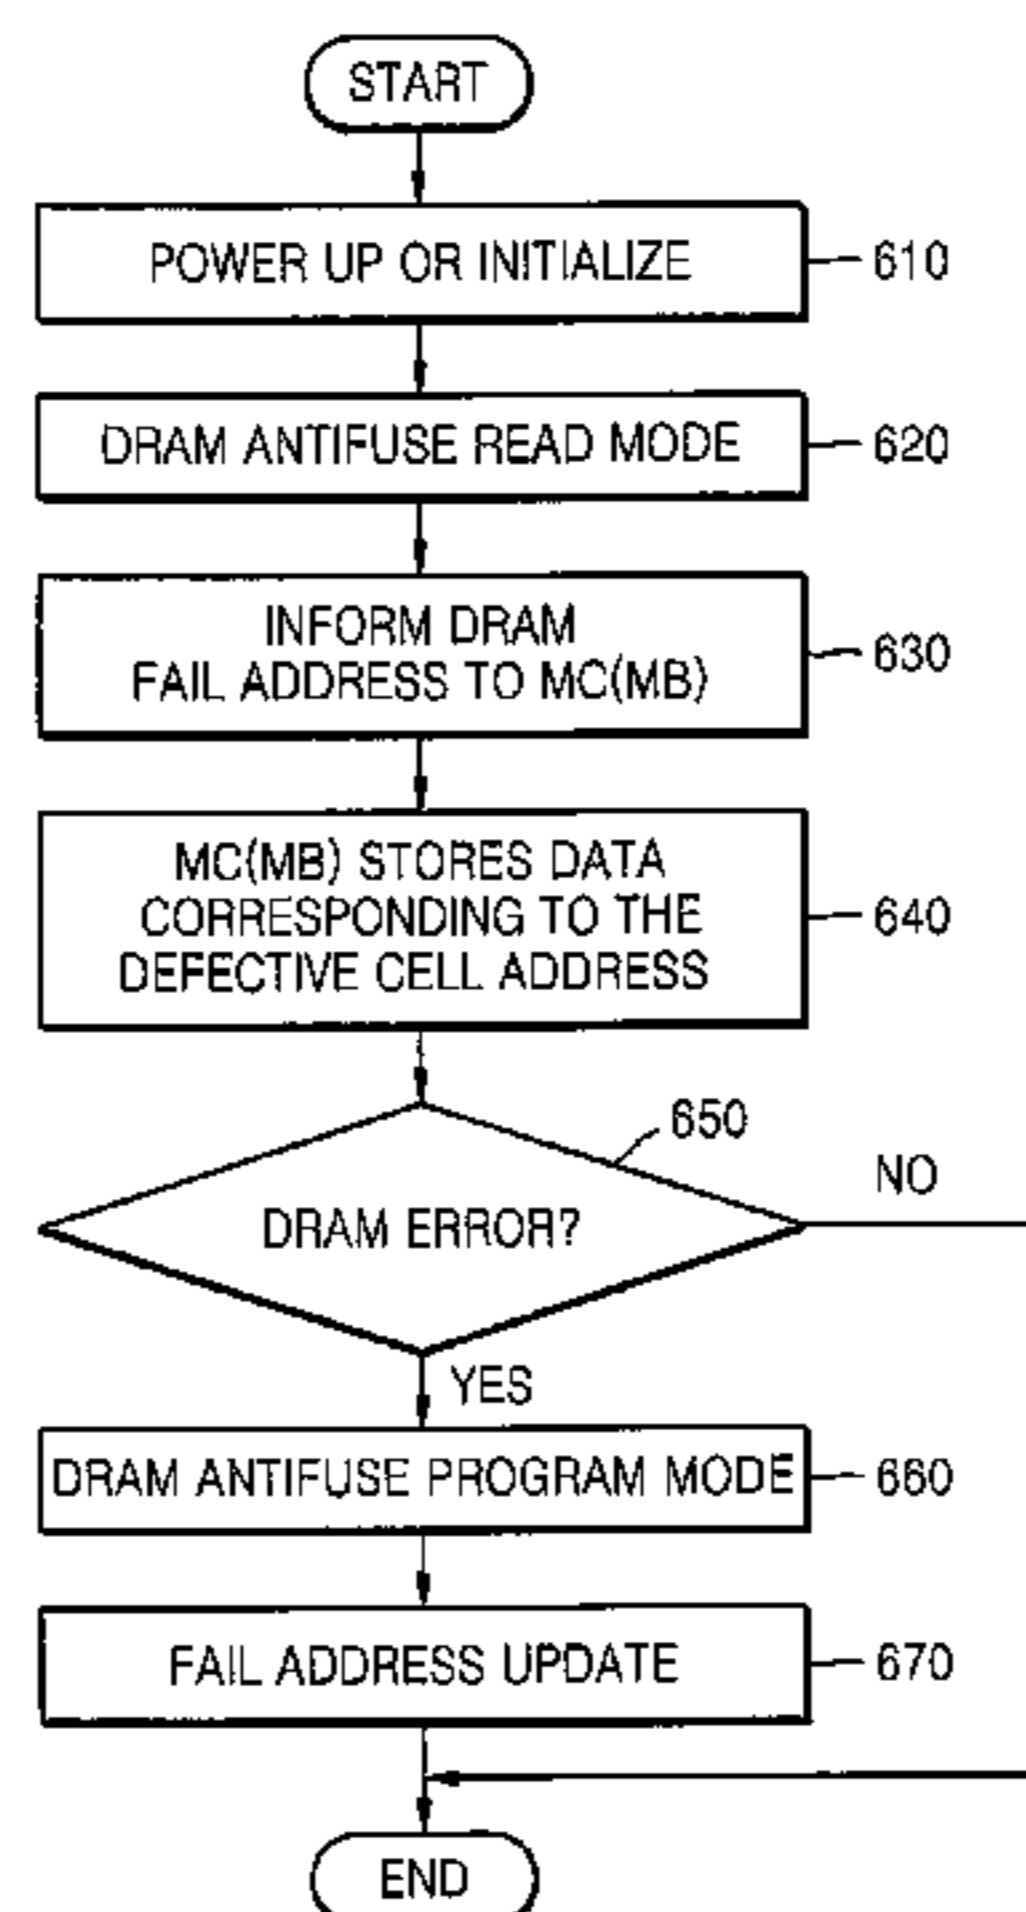 START
POWER UP OR INITIALIZE
610
DRAM ANTIFUSE READ MODE
620
INFORM DRAM
FAIL ADDRESS TO MC(MB)
630
MC(MB) STORES DATA
CORRESPONDING TO THE
DEFECTIVE CELL ADDRESS
640
650
NO
DRAM ERROR?
YES
DRAM ANTIFUSE PROGRAM MODE
660
FAIL ADDRESS UPDATE
670
END